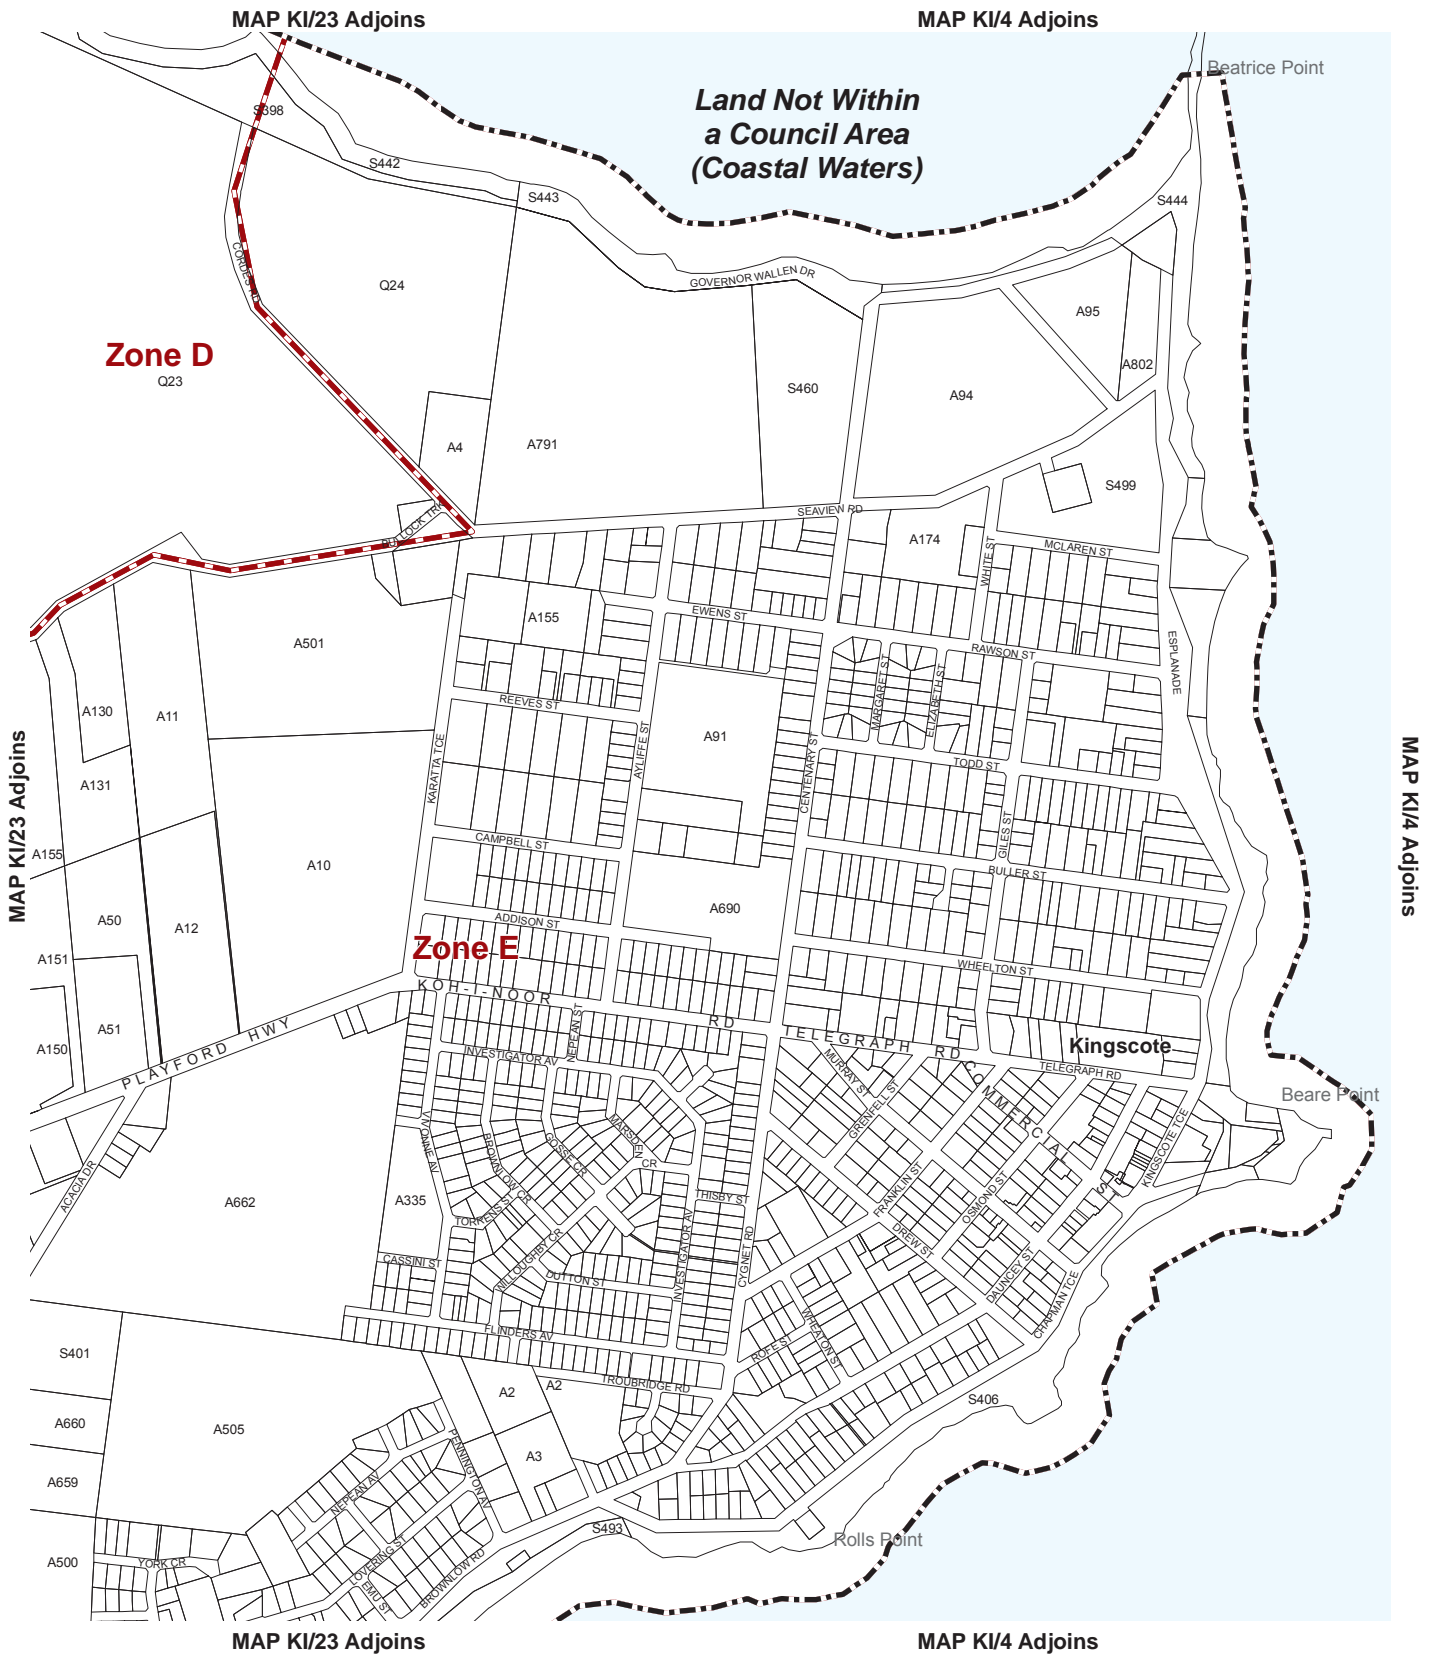 MAP KI/23 Adjoins
MAP KI/4 Adjoins
Beatrice Point
Land Not Within
a Council Area
(Coastal Waters)
S398
S442
S443
S444
CORDES RD
GOVERNOR WALLEN DR
Q24
A95
Zone D
Q23
A802
S460
A94
A4
A791
S499
SEAVIEW RD
BULLOCK TRK
A174
WHITE ST
MCLAREN ST
EWENS ST
A155
A501
RAWSON ST
ESPLANADE
MARGARET ST
ELIZABETH ST
REEVES ST
A130
A11
A91
AYLIFFE ST
CENTENARY ST
KARATTA TCE
TODD ST
MAP KI/23 Adjoins
MAP KI/4 Adjoins
A131
GILES ST
CAMPBELL ST
A155
A10
BULLER ST
A50
A12
A690
ADDISON ST
Zone E
A151
WHEELTON ST
KOH-I-NOOR RD
A51
A150
PLAYFORD HWY
NEPEAN ST
TELEGRAPH RD
Kingscote
INVESTIGATOR AV
MURRAY ST
TELEGRAPH RD
COMMERCIAL ST
Beare Point
GRENFELL ST
VIVONNE AV
BROWNLOW CR
GOSSE CR
MARSDEN CR
KINGSCOTE TCE
ACACIA DR
A662
A335
THISBY ST
FRANKLIN ST
OSMOND ST
TORRENS ST
DREW ST
WILLOUGHBY CR
INVESTIGATOR AV
CYGNET RD
CASSINI ST
DUTTON ST
DAUNCEY ST
CHAPMAN TCE
FLINDERS AV
WHEATON ST
ROFE ST
S401
TROUBRIDGE RD
A2
A2
S406
A660
A505
A3
PENNINGTON AV
A659
NEPEAN AV
S493
Rolls Point
A500
YORK CR
LOVERING ST
EMU ST
BROWNLOW RD
MAP KI/23 Adjoins
MAP KI/4 Adjoins